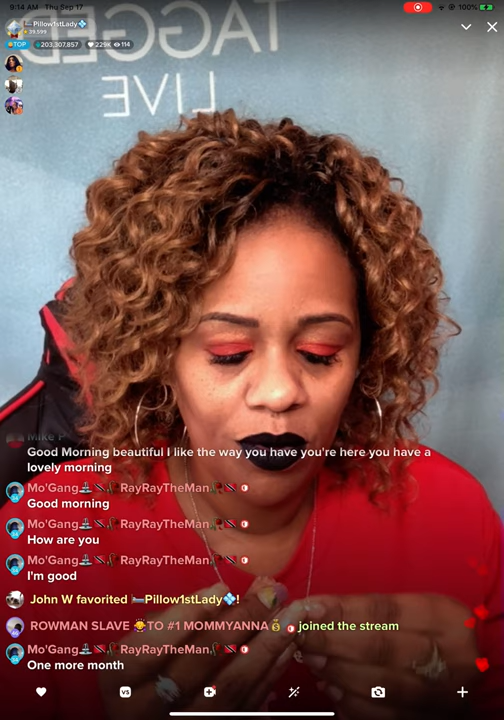 9:14 AM Thu Sep 17
100%
TAGGED
LIVE
🛏Pillow1stLady💠
39,599
TOP 203,307,857 229K 114
Mike P
Good Morning beautiful I like the way you have you're here you have a
lovely morning
Mo'Gang RayRayTheMan
Good morning
Mo'Gang RayRayTheMan
How are you
Mo'Gang RayRayTheMan
I'm good
John W favorited 🛏Pillow1stLady💠!
ROWMAN SLAVE TO #1 MOMMYANNA joined the stream
Mo'Gang RayRayTheMan
One more month
VS